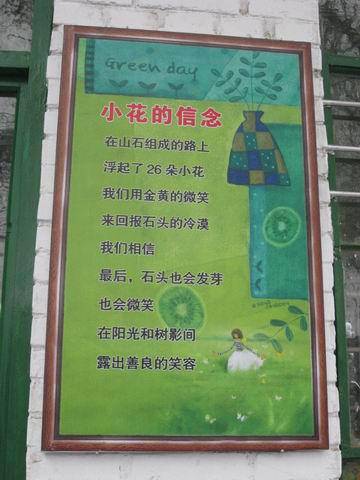 Green day
小花的信念
在山石组成的路上
浮起了26朵小花
我们用金黄的微笑
来回报石头的冷漠
我们相信
最后，石头也会发芽
也会微笑
在阳光和树影间
露出善良的笑容